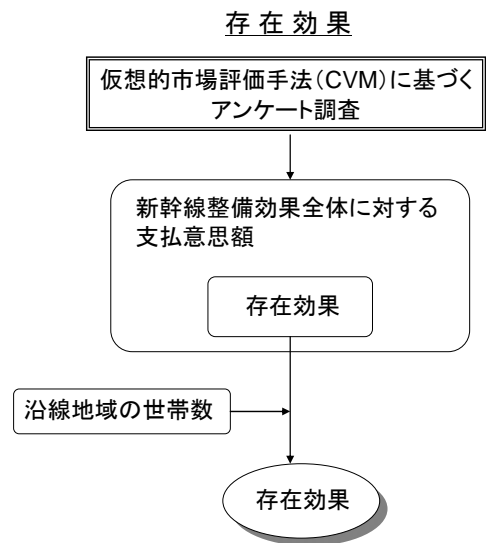 存在効果
仮想的市場評価手法（CVM）に基づく
アンケート調査
新幹線整備効果全体に対する
支払意思額
存在効果
沿線地域の世帯数
存在効果